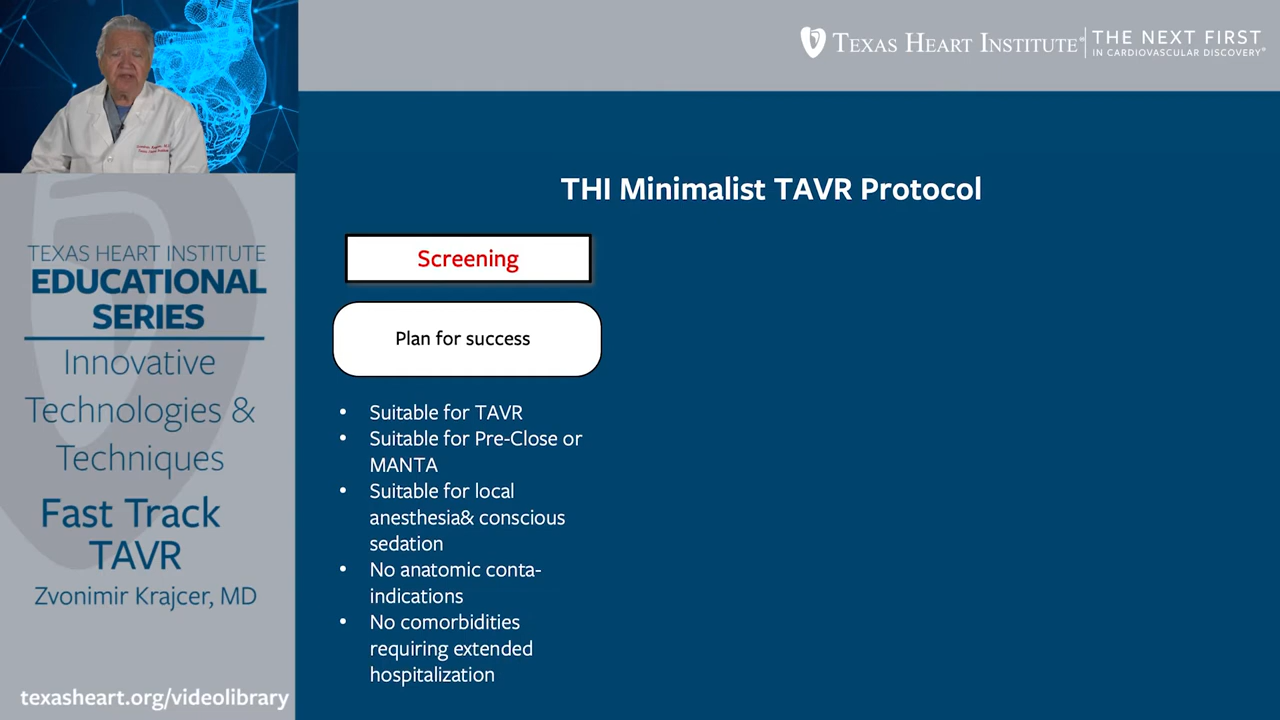 TEXAS HEART INSTITUTE®
THE NEXT FIRST
IN CARDIOVASCULAR DISCOVERY®
TEXAS HEART INSTITUTE
EDUCATIONAL
SERIES
Innovative
Technologies &
Techniques
Fast Track
TAVR
Zvonimir Krajcer, MD
texasheart.org/videolibrary
THI Minimalist TAVR Protocol
Screening
Plan for success
• Suitable for TAVR
• Suitable for Pre-Close or
MANTA
• Suitable for local
anesthesia& conscious
sedation
• No anatomic conta-
indications
• No comorbidities
requiring extended
hospitalization